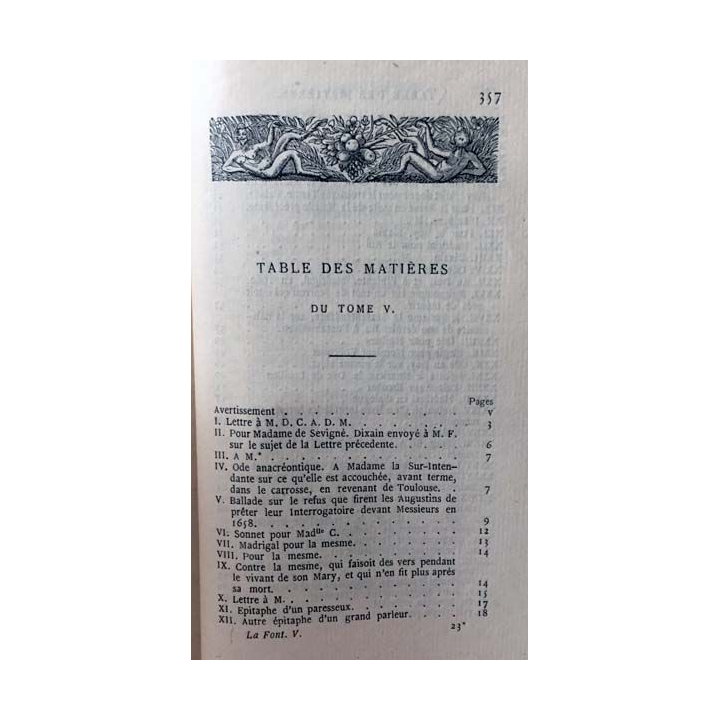 357
TABLE DES MATIÈRES
DU TOME V.
Pages
Avertissement . . . . . . . . . . . . . v
I. Lettre à M. D. C. A. D. M. . . . . . . . . 3
II. Pour Madame de Sevigné. Dixain envoyé à M. F.
sur le sujet de la Lettre précedente. . . . . . 6
III. A M.* . . . . . . . . . . . . . 7
IV. Ode anacréontique. A Madame la Sur-Inten-
dante sur ce qu'elle est accouchée, avant terme,
dans le carrosse, en revenant de Toulouse. . . 7
V. Ballade sur le refus que firent les Augustins de
prêter leur Interrogatoire devant Messieurs en
1658. . . . . . . . . . . . . . 9
VI. Sonnet pour Madlle C. . . . . . . . . 12
VII. Madrigal pour la mesme. . . . . . . . 13
VIII. Pour la mesme. . . . . . . . . . 14
IX. Contre la mesme, qui faisoit des vers pendant
le vivant de son Mary, et qui n'en fit plus après
sa mort. . . . . . . . . . . . . 14
X. Lettre à M. . . . . . . . . . . . 15
XI. Epitaphe d'un paresseux. . . . . . . . 17
XII. Autre épitaphe d'un grand parleur. . . . . 18
La Font. V. 23*